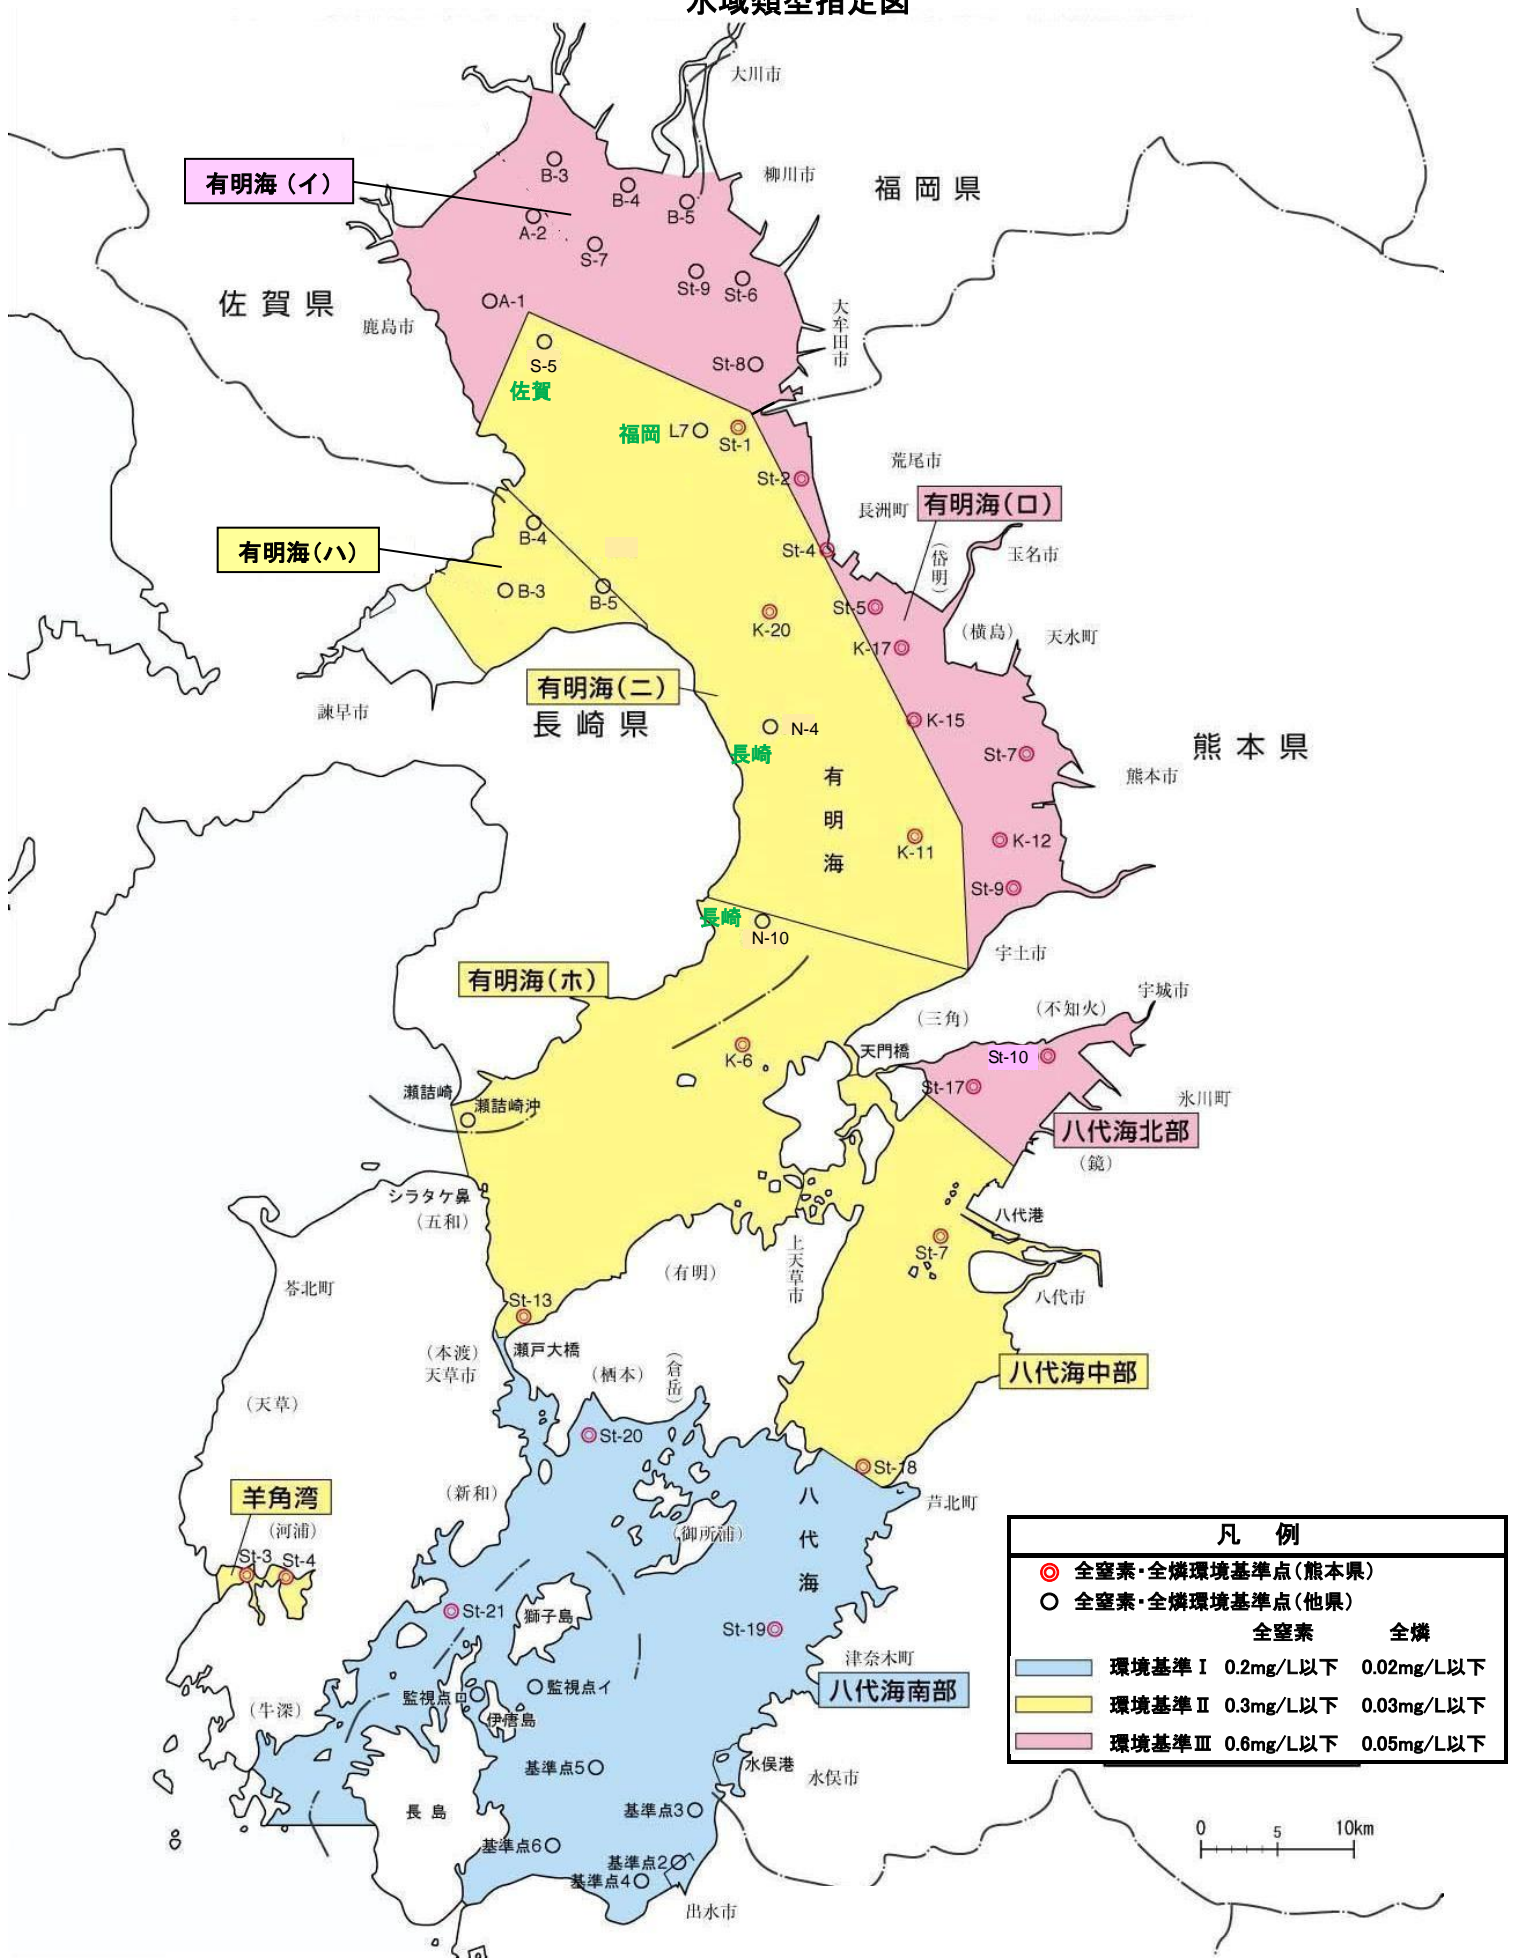 水域類型指定図
大川市
柳川市
福岡県
有明海（イ）
B-3
B-4
B-5
A-2
S-7
St-9
St-6
A-1
佐賀県
鹿島市
大牟田市
S-5
佐賀
St-8
福岡
L7
St-1
荒尾市
St-2
長洲町
有明海(ロ)
有明海(ハ)
B-4
St-4
（岱明）
玉名市
B-3
B-5
K-20
St-5
（横島）
天水町
K-17
有明海(ニ)
諫早市
長崎県
N-4
K-15
長崎
St-7
熊本県
熊本市
有明海
K-11
K-12
St-9
長崎
N-10
宇土市
有明海(ホ)
宇城市
（不知火）
（三角）
天門橋
St-10
K-6
St-17
瀬詰崎
瀬詰崎沖
氷川町
八代海北部
（鏡）
シラタケ鼻
（五和）
八代港
St-7
上天草市
（有明）
苓北町
八代市
St-13
（本渡）
瀬戸大橋
天草市
（栖本）
（倉岳）
八代海中部
（天草）
St-20
St-18
羊角湾
（新和）
芦北町
（河浦）
（御所浦）
八代海
St-3
St-4
St-21
獅子島
St-19
津奈木町
八代海南部
監視点ロ
監視点イ
（牛深）
伊唐島
基準点5
水俣港
水俣市
長島
基準点3
基準点6
基準点2
基準点4
出水市
凡 例
全窒素・全燐環境基準点(熊本県)
全窒素・全燐環境基準点(他県)
全窒素 全燐
環境基準Ⅰ 0.2mg/L以下 0.02mg/L以下
環境基準Ⅱ 0.3mg/L以下 0.03mg/L以下
環境基準Ⅲ 0.6mg/L以下 0.05mg/L以下
0 5 10km